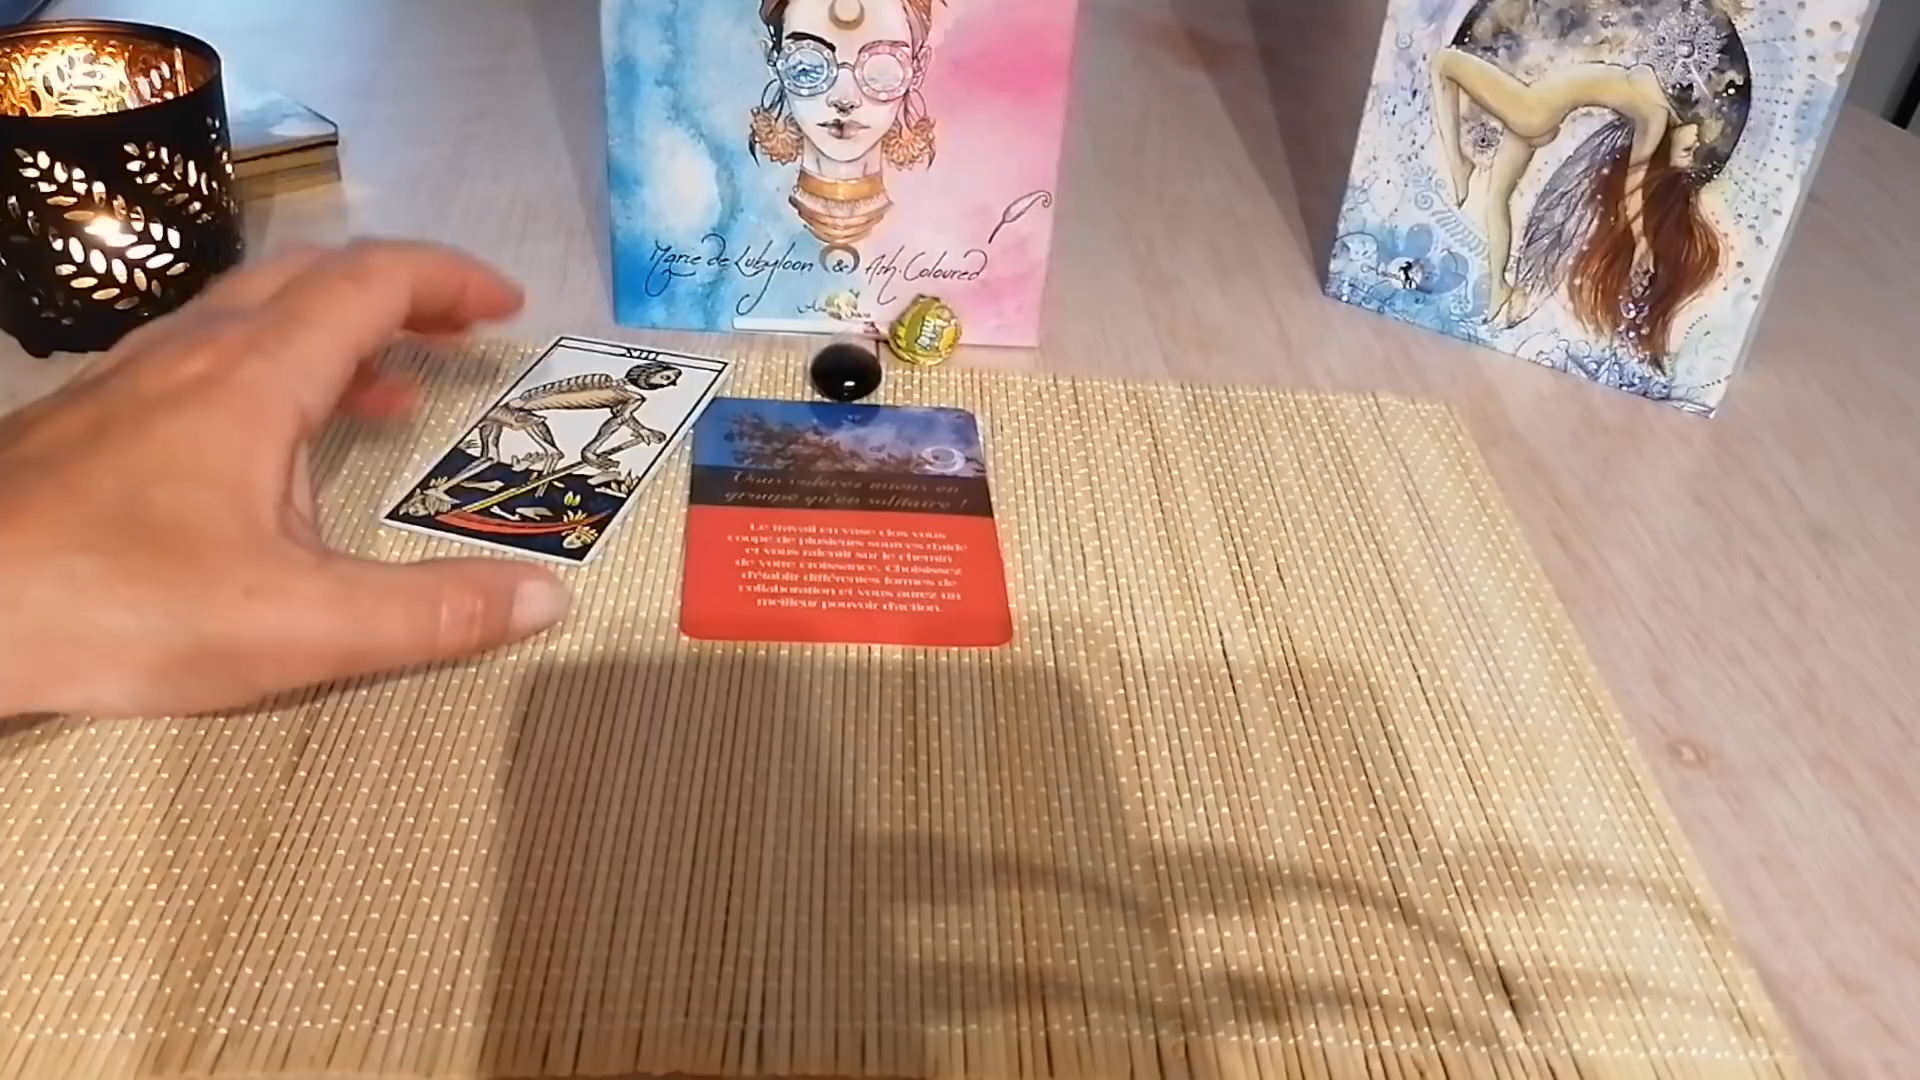 Marie de Lubyloon & Ash-Coloured
XIII
9
Vous valorez mieux en
groupe qu'en solitaire !
Le travail en vase clos vous
coupe de plusieurs sources d'aide
et vous ralentit sur le chemin
de votre croissance. Choisissez
d'établir différentes formes de
collaboration et vous aurez un
meilleur pouvoir d'action.